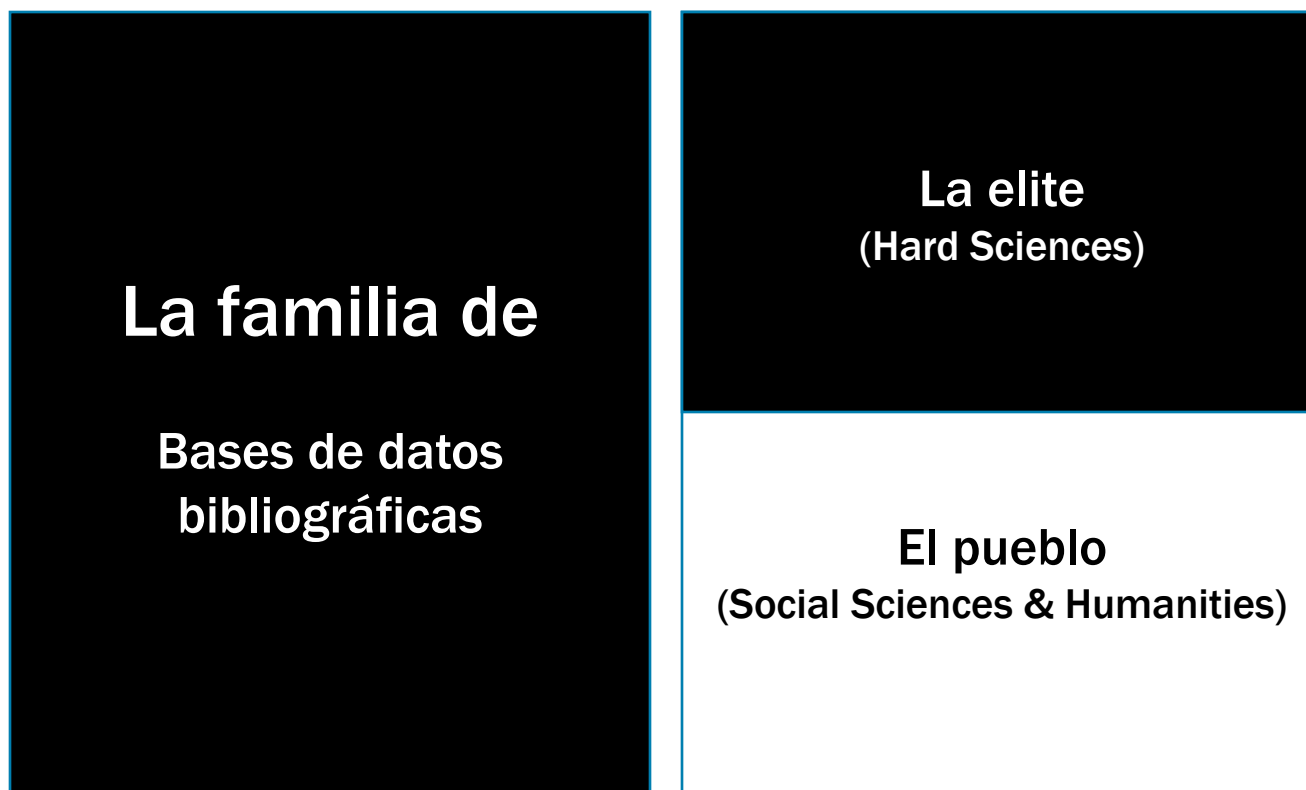 La familia de
Bases de datos
bibliográficas
La elite
(Hard Sciences)
El pueblo
(Social Sciences & Humanities)